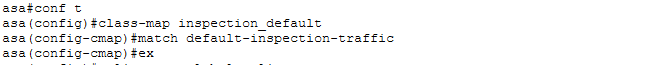 asa#conf t
asa(config)#class-map inspection_default
asa(config-cmap)#match default-inspection-traffic
asa(config-cmap)#ex